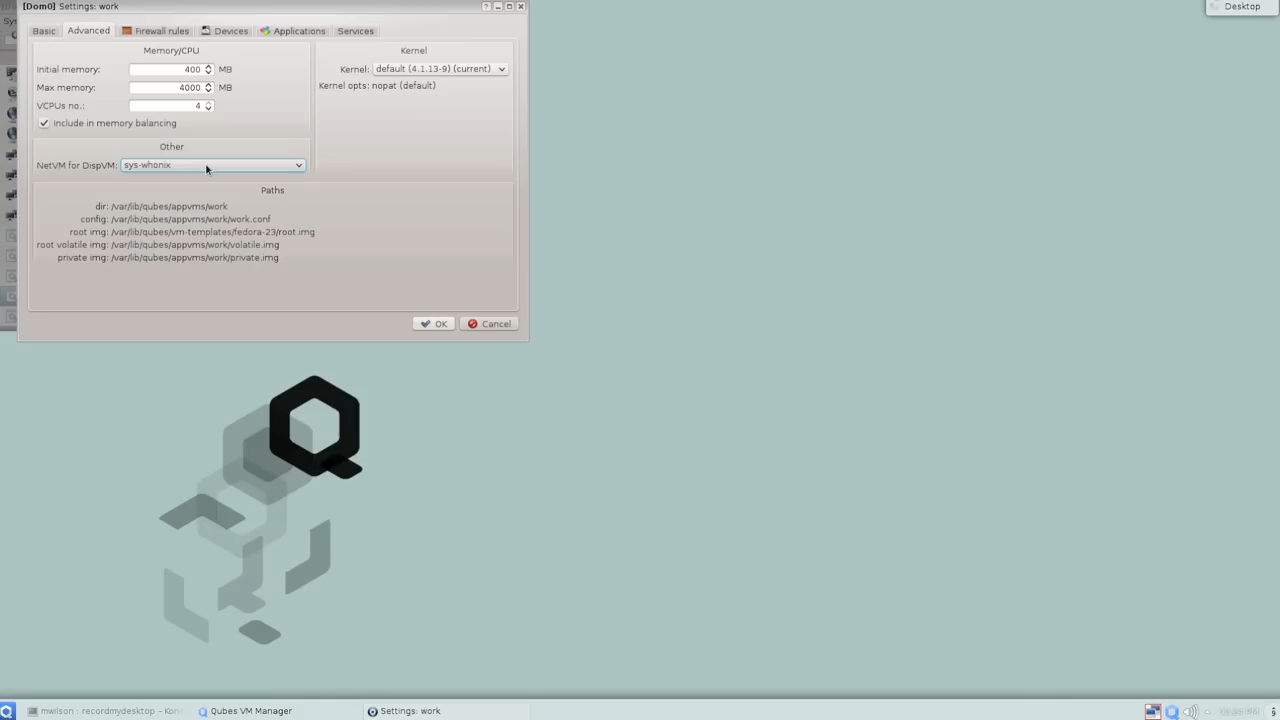 [Dom0] Settings: work
Desktop
Basic
Advanced
Firewall rules
Devices
Applications
Services
Memory/CPU
Initial memory: 400 MB
Max memory: 4000 MB
VCPUs no.: 4
Include in memory balancing
Kernel
Kernel: default (4.1.13-9) (current)
Kernel opts: nopat (default)
Other
NetVM for DispVM: sys-whonix
Paths
dir: /var/lib/qubes/appvms/work
config: /var/lib/qubes/appvms/work/work.conf
root img: /var/lib/qubes/vm-templates/fedora-23/root.img
root volatile img: /var/lib/qubes/appvms/work/volatile.img
private img: /var/lib/qubes/appvms/work/private.img
OK
Cancel
mwilson : recordmydesktop – Kon
Qubes VM Manager
Settings: work